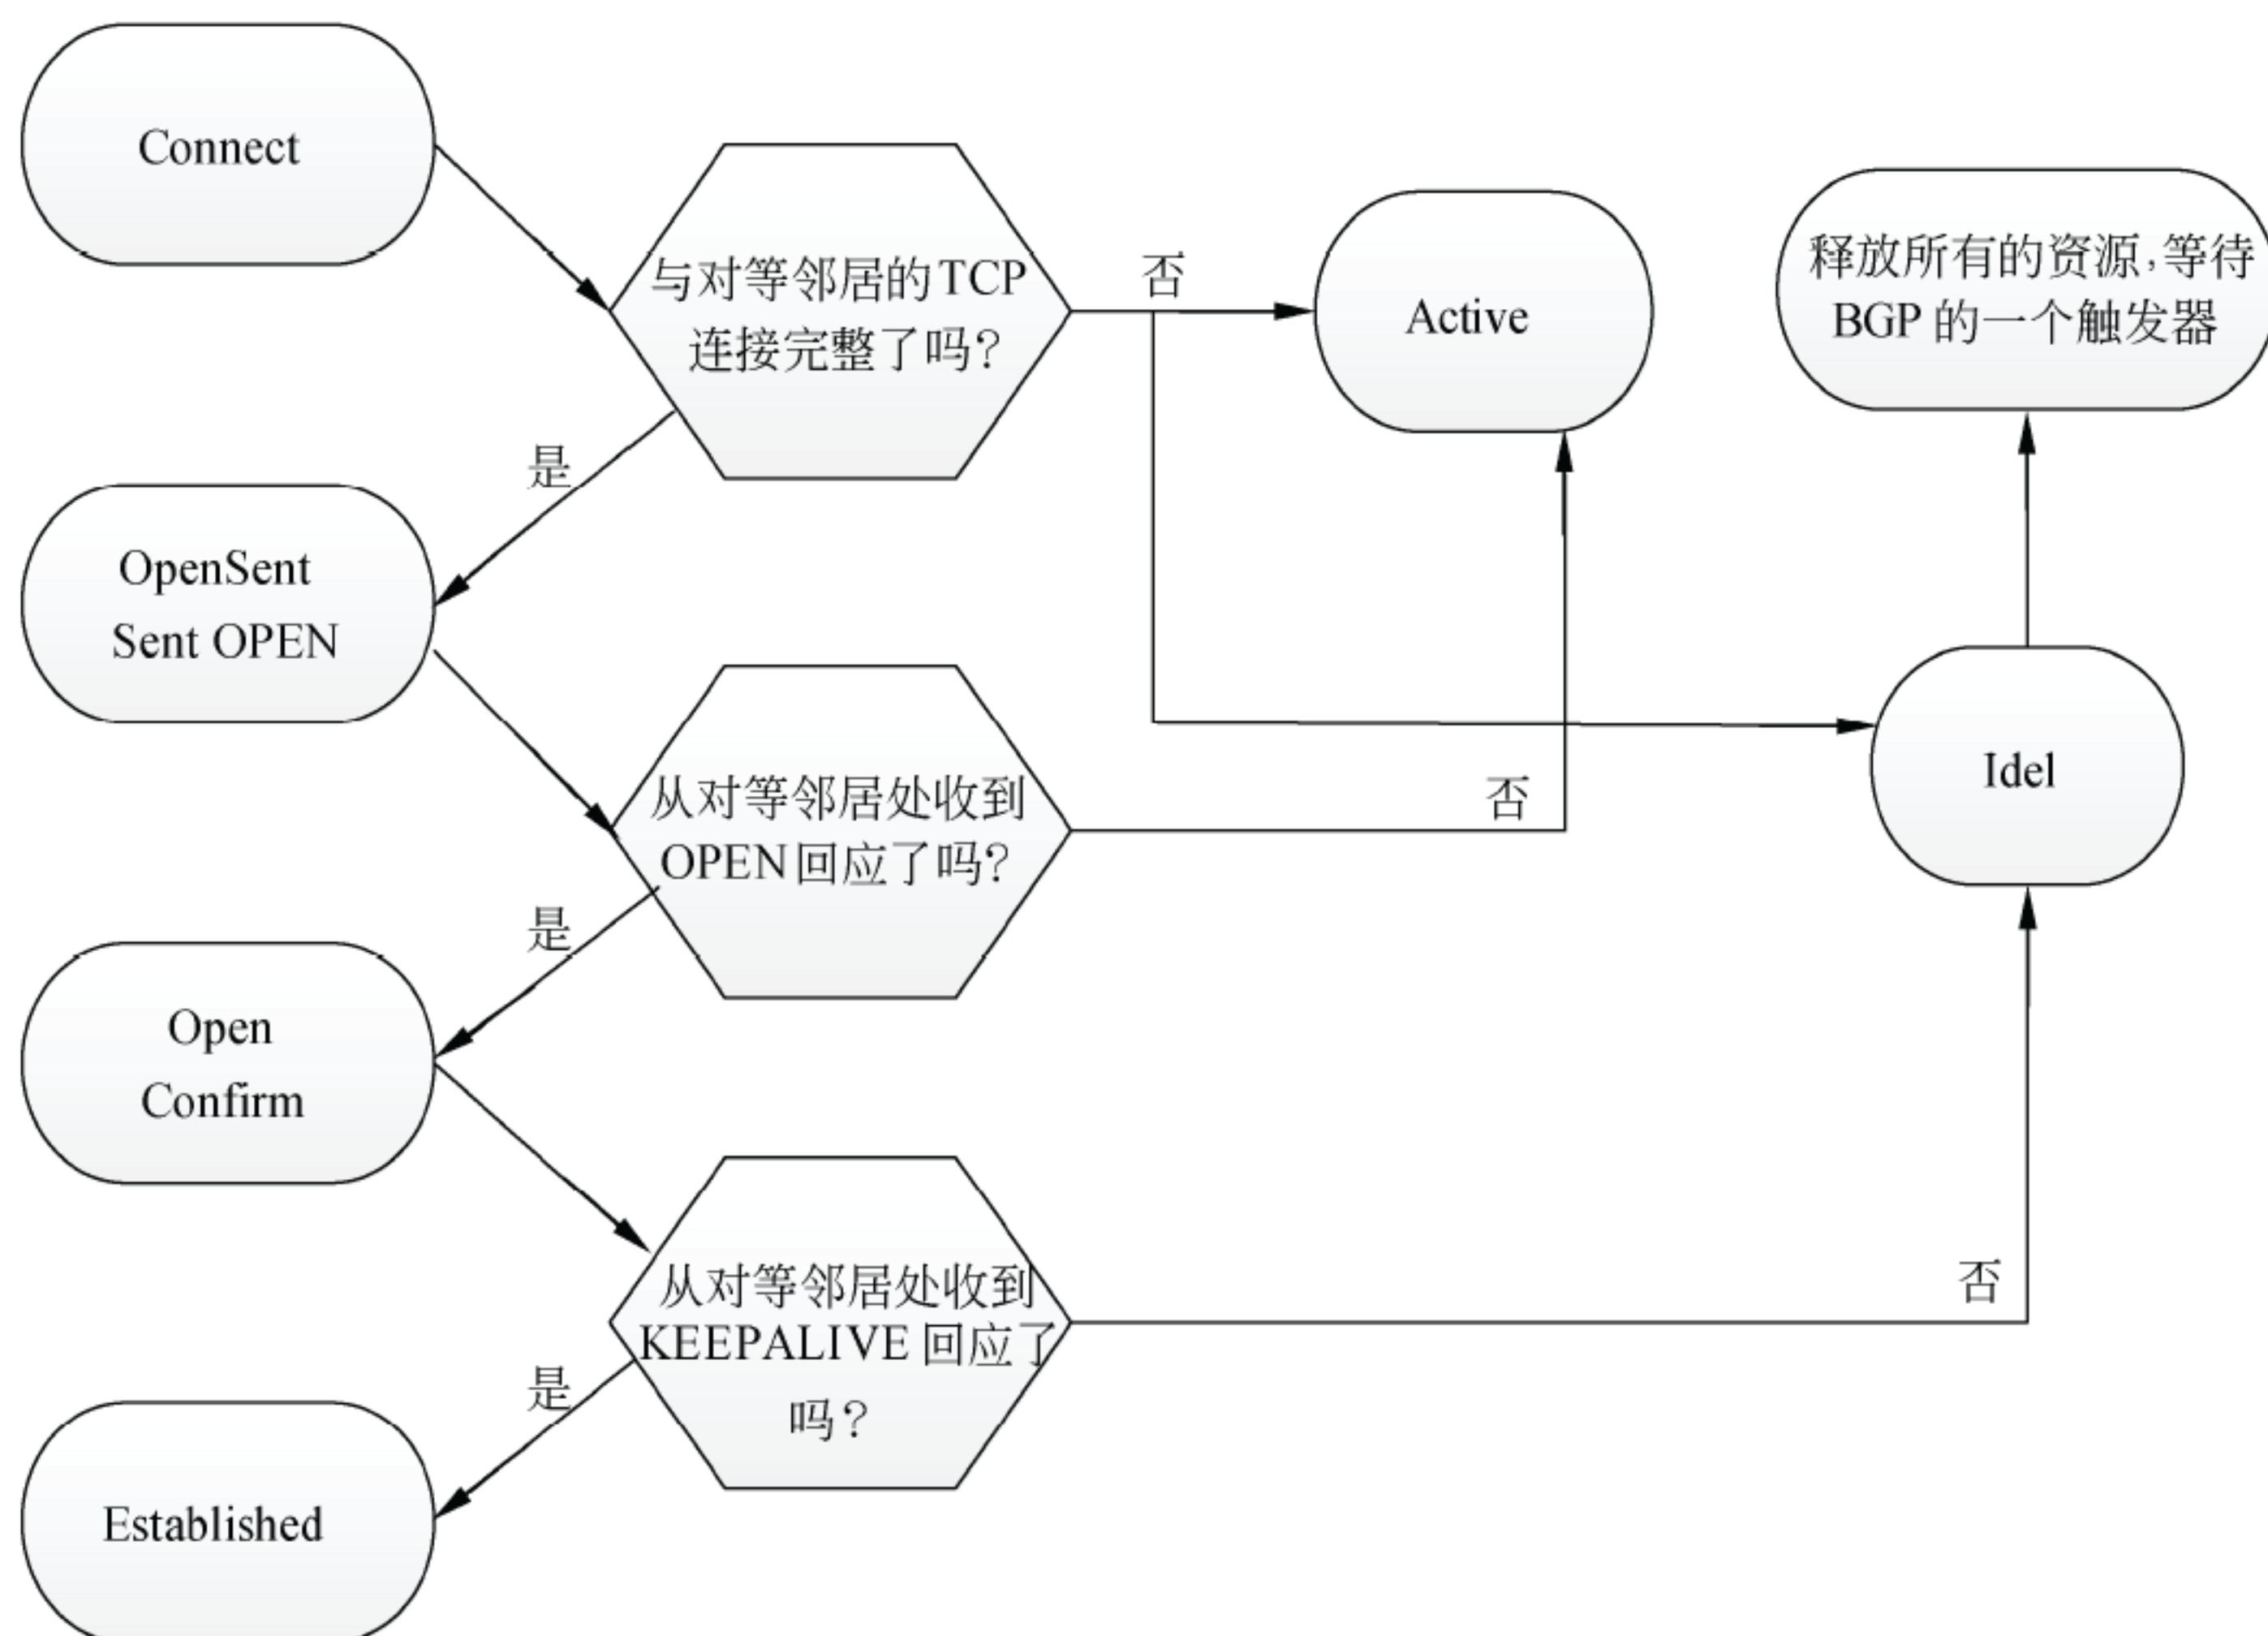 Connect
与对等邻居的TCP
连接完整了吗?
否
Active
释放所有的资源,等待
BGP 的一个触发器
是
OpenSent
Sent OPEN
从对等邻居处收到
OPEN回应了吗?
否
Idel
是
Open
Confirm
从对等邻居处收到
KEEPALIVE 回应了
吗?
否
是
Established